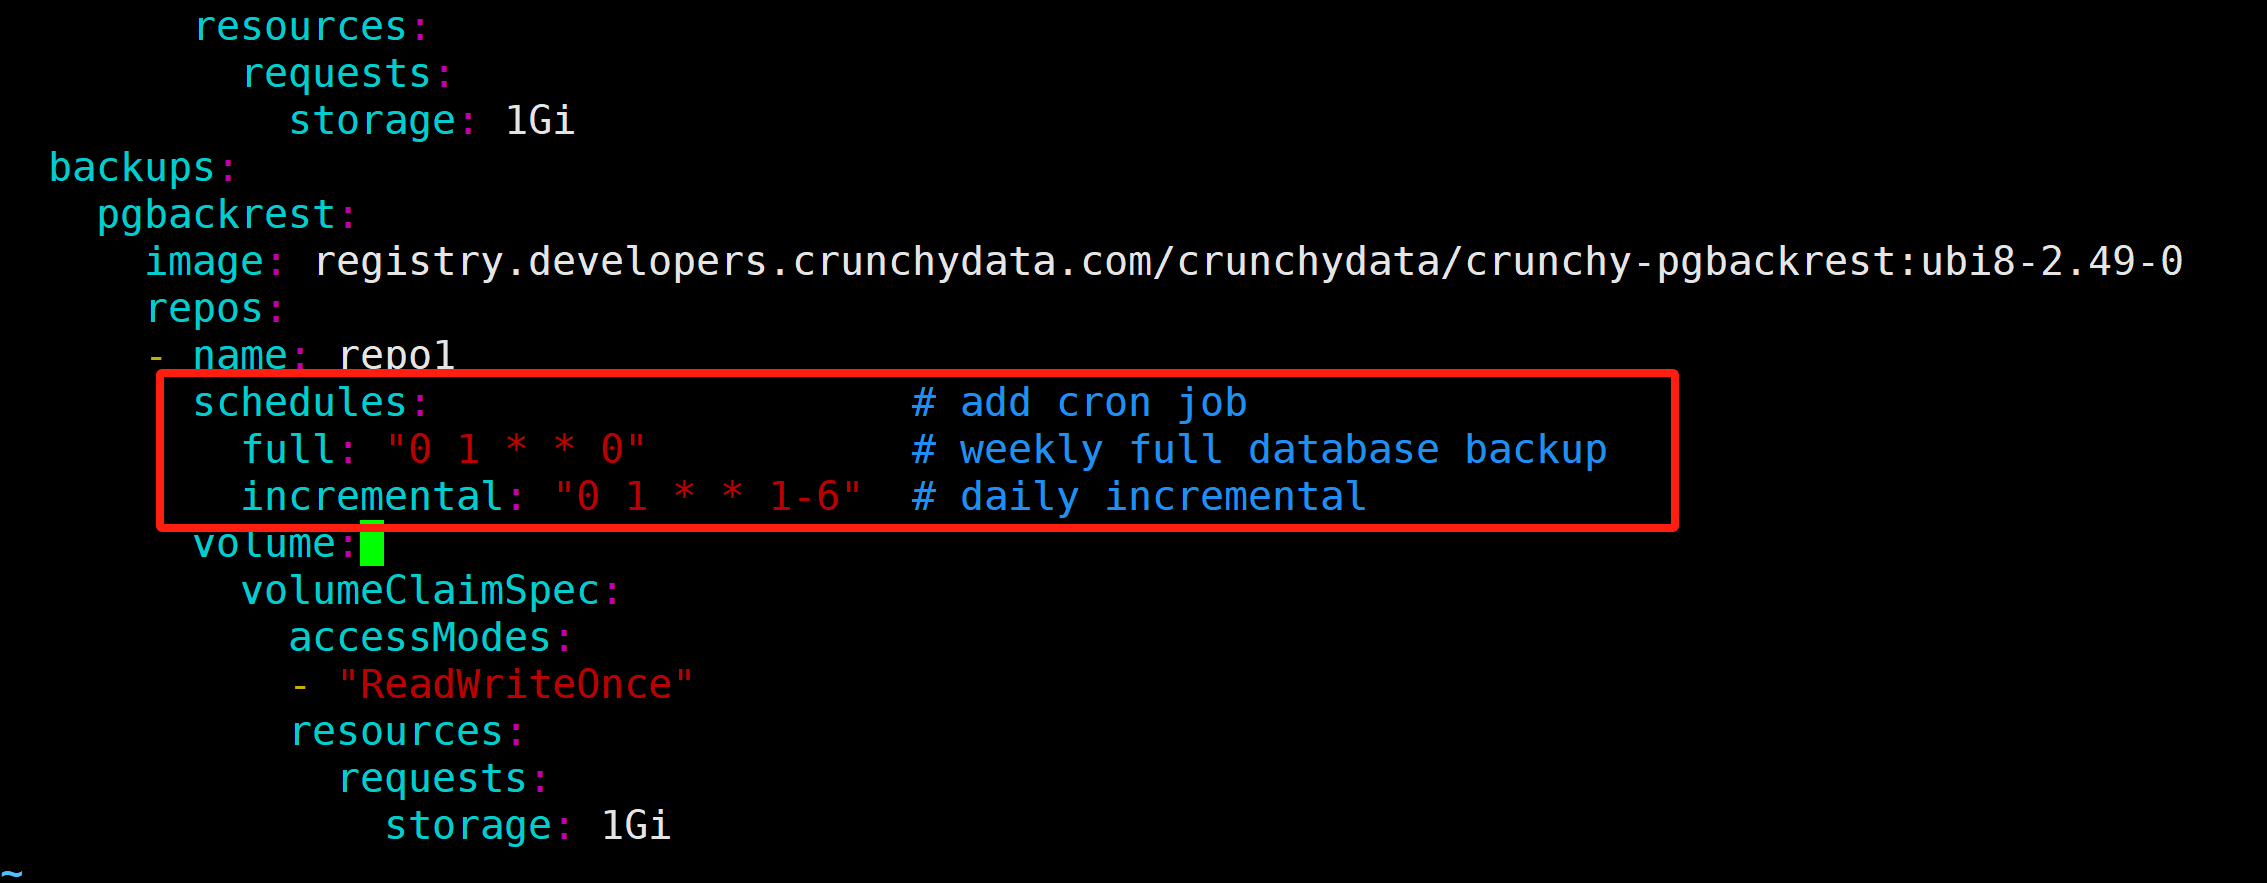 resources:
requests:
storage: 1Gi
backups:
pgbackrest:
image: registry.developers.crunchydata.com/crunchydata/crunchy-pgbackrest:ubi8-2.49-0
repos:
- name: repo1
schedules: # add cron job
full: "0 1 * * 0" # weekly full database backup
incremental: "0 1 * * 1-6" # daily incremental
volume:
volumeClaimSpec:
accessModes:
- "ReadWriteOnce"
resources:
requests:
storage: 1Gi
~